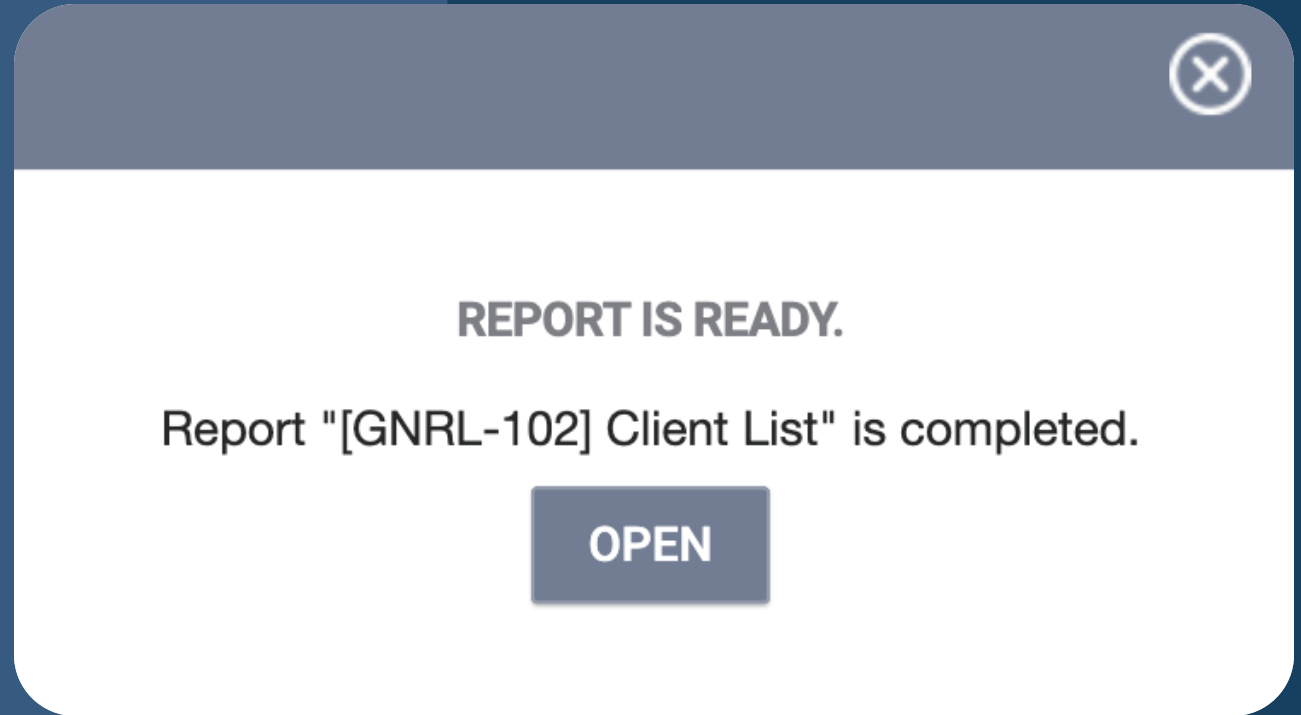 REPORT IS READY.
Report "[GNRL-102] Client List" is completed.
OPEN